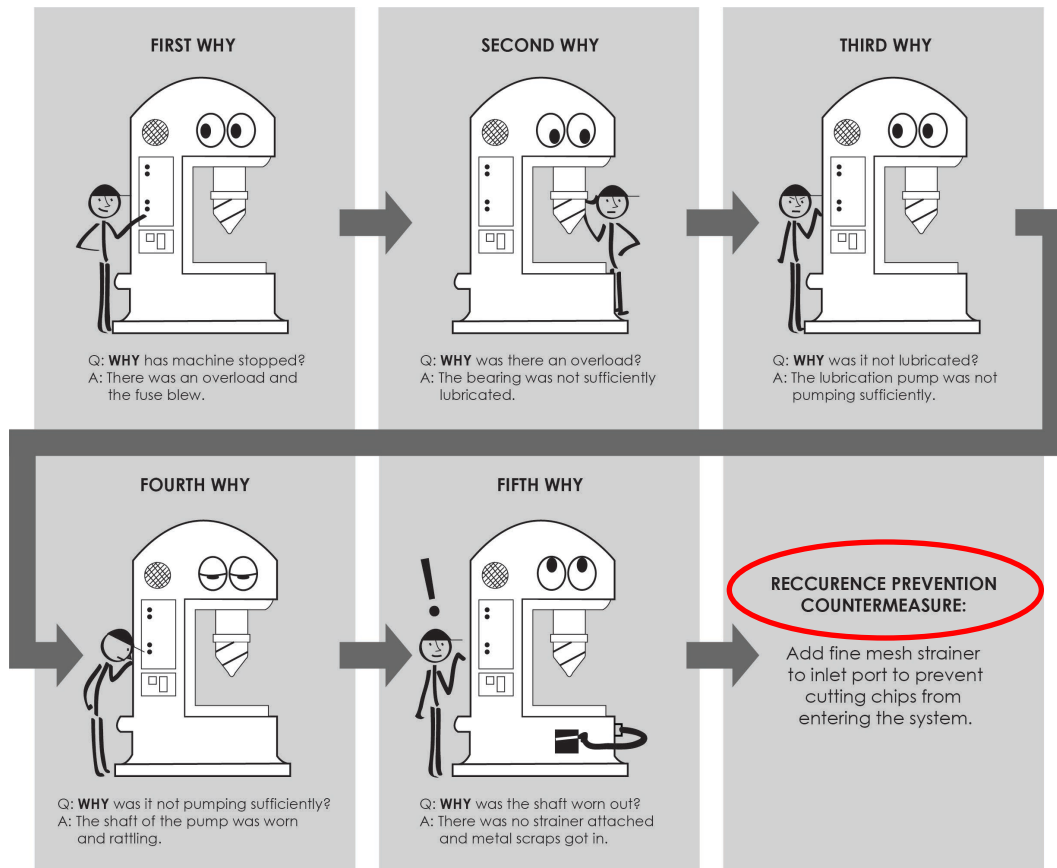 FIRST WHY
Q: WHY has machine stopped?
A: There was an overload and
the fuse blew.
SECOND WHY
Q: WHY was there an overload?
A: The bearing was not sufficiently
lubricated.
THIRD WHY
Q: WHY was it not lubricated?
A: The lubrication pump was not
pumping sufficiently.
FOURTH WHY
Q: WHY was it not pumping sufficiently?
A: The shaft of the pump was worn
and rattling.
FIFTH WHY
!
Q: WHY was the shaft worn out?
A: There was no strainer attached
and metal scraps got in.
RECCURENCE PREVENTION
COUNTERMEASURE:
Add fine mesh strainer
to inlet port to prevent
cutting chips from
entering the system.